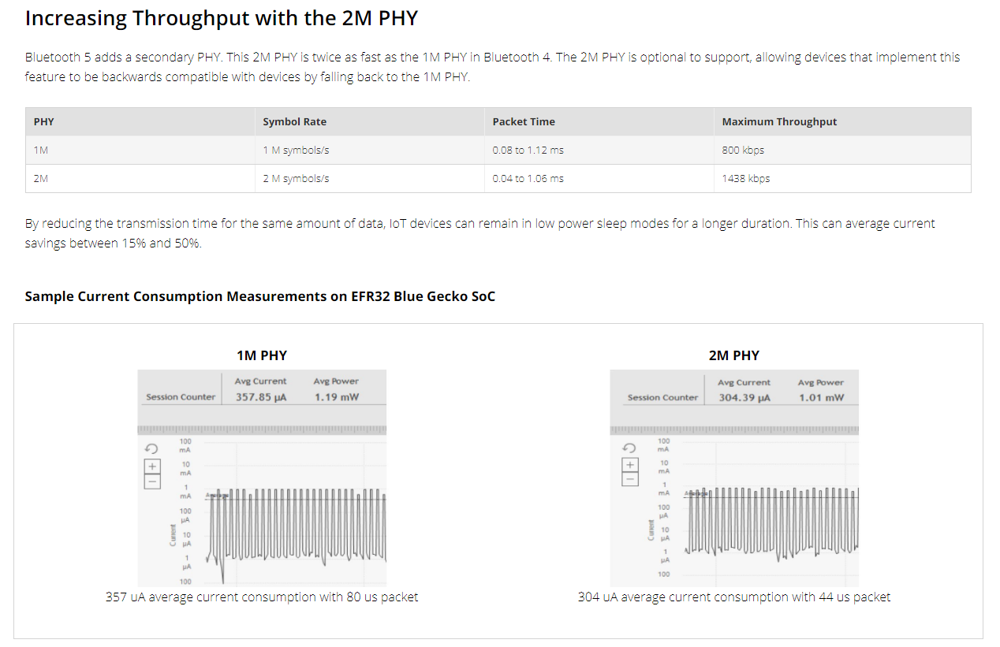 Increasing Throughput with the 2M PHY
Bluetooth 5 adds a secondary PHY. This 2M PHY is twice as fast as the 1M PHY in Bluetooth 4. The 2M PHY is optional to support, allowing devices that implement this
feature to be backwards compatible with devices by falling back to the 1M PHY.
PHY Symbol Rate Packet Time Maximum Throughput
1M 1 M symbols/s 0.08 to 1.12 ms 800 kbps
2M 2 M symbols/s 0.04 to 1.06 ms 1438 kbps
By reducing the transmission time for the same amount of data, IoT devices can remain in low power sleep modes for a longer duration. This can average current
savings between 15% and 50%.
Sample Current Consumption Measurements on EFR32 Blue Gecko SoC
1M PHY
Avg Current Avg Power
Session Counter 357.85 µA 1.19 mW
100
mA
10
mA
1
mA
Average
100
µA
10
µA
1
µA
100
Current
357 uA average current consumption with 80 us packet
2M PHY
Avg Current Avg Power
Session Counter 304.39 µA 1.01 mW
100
mA
10
mA
1
mA
Average
100
µA
10
µA
1
µA
100
Current
304 uA average current consumption with 44 us packet